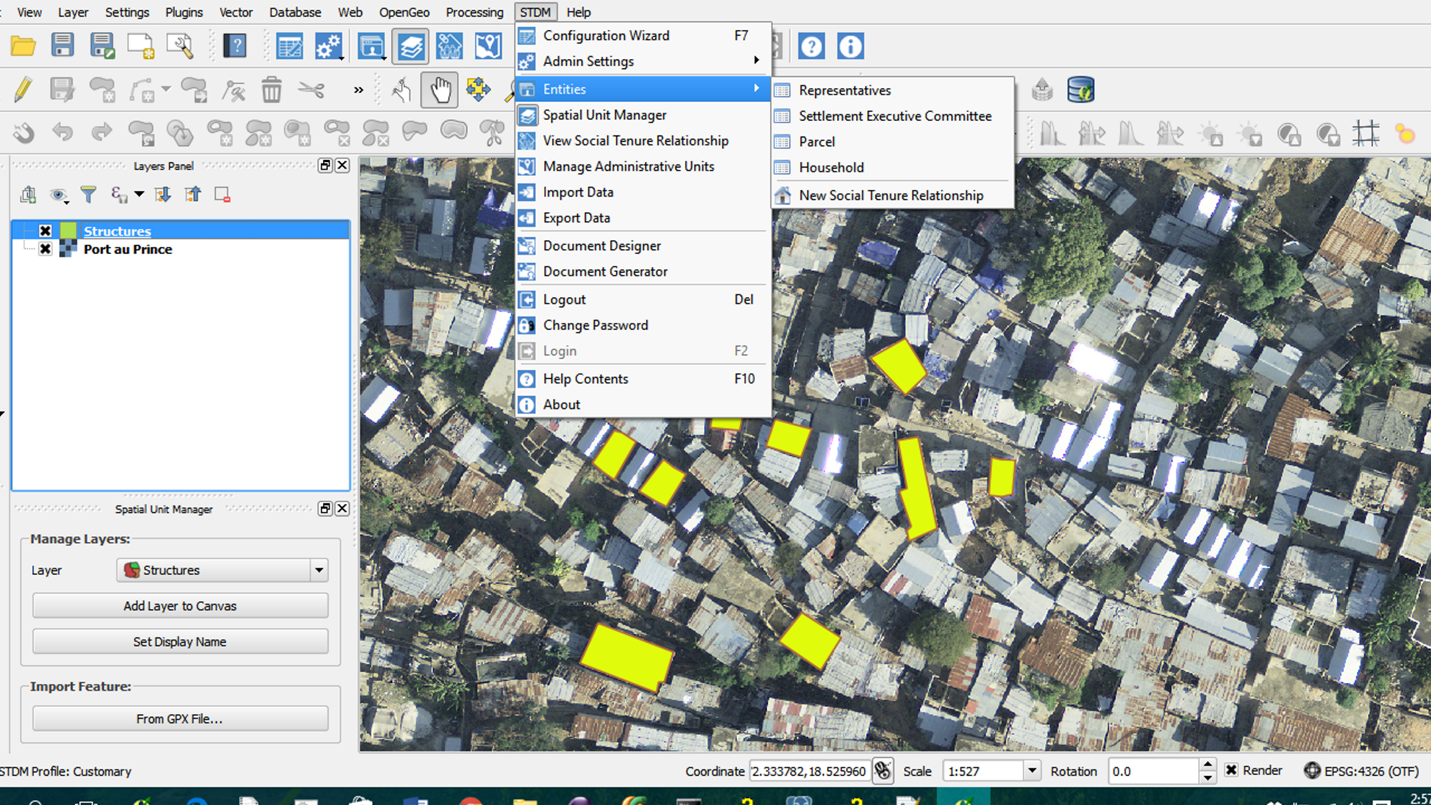 View Layer Settings Plugins Vector Database Web OpenGeo Processing STDM Help
Configuration Wizard F7
Admin Settings
Entities
Spatial Unit Manager
View Social Tenure Relationship
Manage Administrative Units
Import Data
Export Data
Document Designer
Document Generator
Logout Del
Change Password
Login F2
Help Contents F10
About
Representatives
Settlement Executive Committee
Parcel
Household
New Social Tenure Relationship
Layers Panel
Structures
Port au Prince
Spatial Unit Manager
Manage Layers:
Layer Structures
Add Layer to Canvas
Set Display Name
Import Feature:
From GPX File...
STDM Profile: Customary Coordinate 2.333782,18.525960 Scale 1:527 Rotation 0.0 Render EPSG:4326 (OTF)